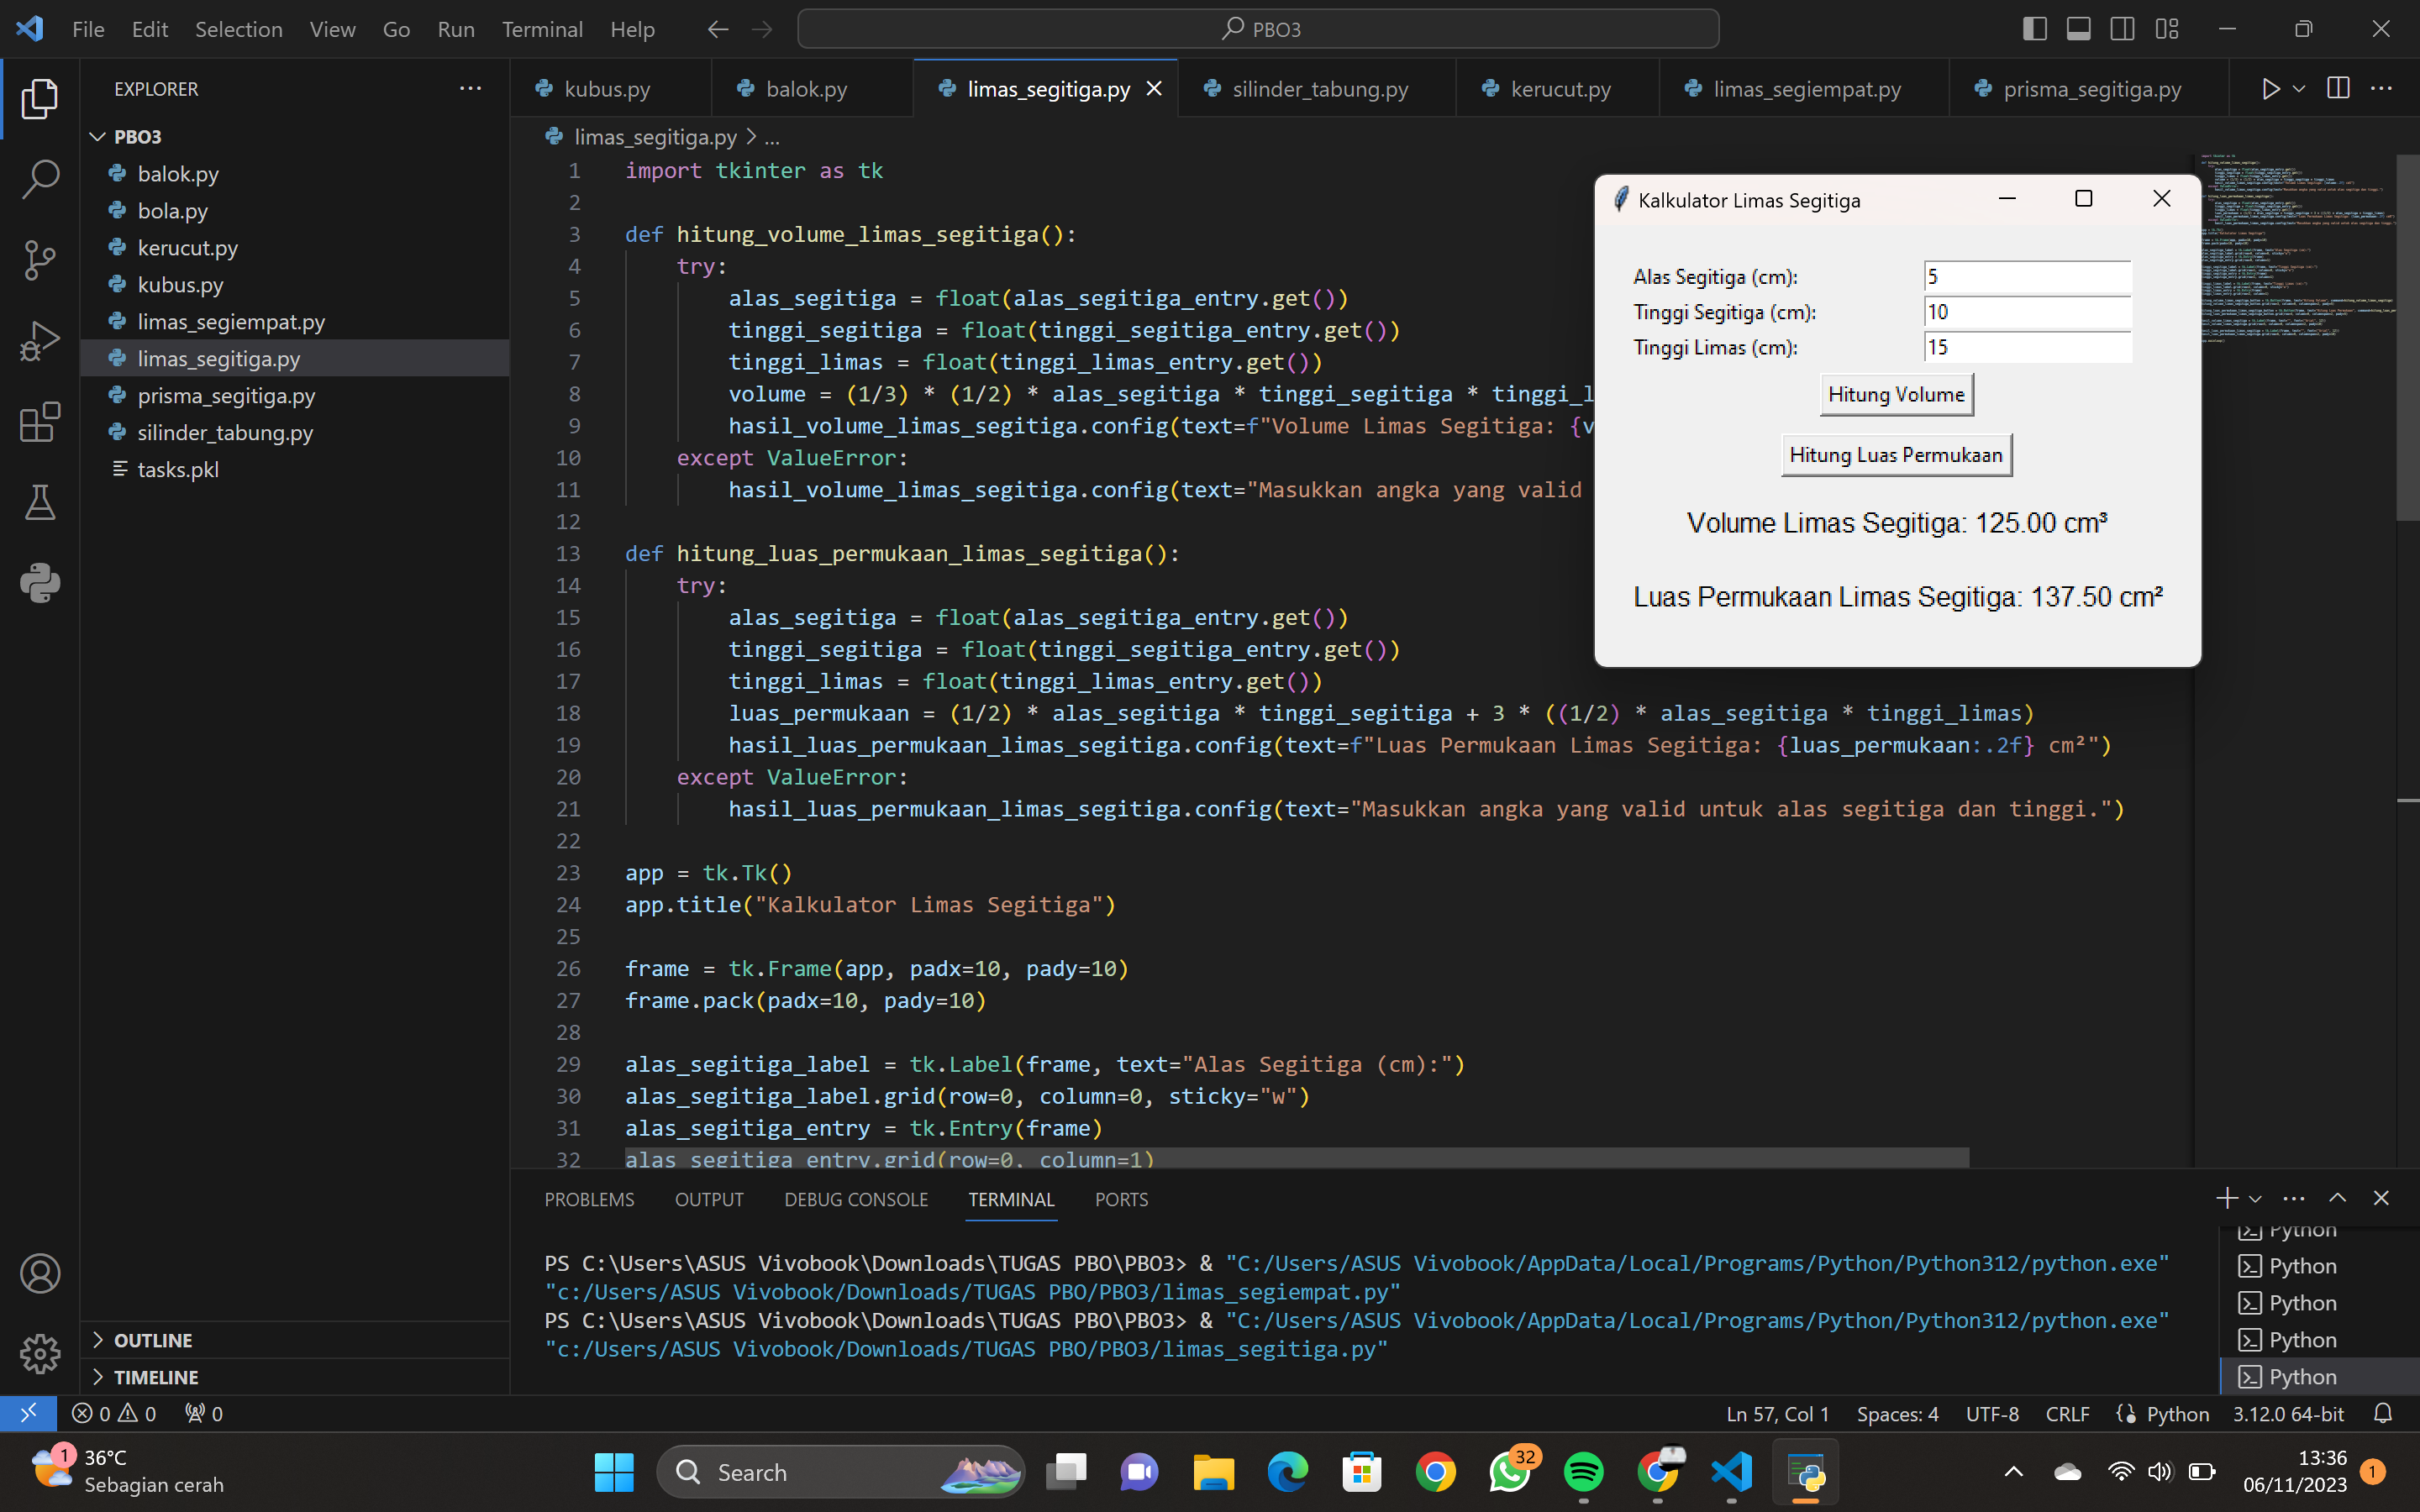 File Edit Selection View Go Run Terminal Help
PBO3
EXPLORER
PBO3
balok.py
bola.py
kerucut.py
kubus.py
limas_segiempat.py
limas_segitiga.py
prisma_segitiga.py
silinder_tabung.py
tasks.pkl
OUTLINE
TIMELINE
kubus.py balok.py limas_segitiga.py silinder_tabung.py kerucut.py limas_segiempat.py prisma_segitiga.py
limas_segitiga.py > ...
1 import tkinter as tk
2
3 def hitung_volume_limas_segitiga():
4 try:
5 alas_segitiga = float(alas_segitiga_entry.get())
6 tinggi_segitiga = float(tinggi_segitiga_entry.get())
7 tinggi_limas = float(tinggi_limas_entry.get())
8 volume = (1/3) * (1/2) * alas_segitiga * tinggi_segitiga * tinggi_l
9 hasil_volume_limas_segitiga.config(text=f"Volume Limas Segitiga: {v
10 except ValueError:
11 hasil_volume_limas_segitiga.config(text="Masukkan angka yang valid
12
13 def hitung_luas_permukaan_limas_segitiga():
14 try:
15 alas_segitiga = float(alas_segitiga_entry.get())
16 tinggi_segitiga = float(tinggi_segitiga_entry.get())
17 tinggi_limas = float(tinggi_limas_entry.get())
18 luas_permukaan = (1/2) * alas_segitiga * tinggi_segitiga + 3 * ((1/2) * alas_segitiga * tinggi_limas)
19 hasil_luas_permukaan_limas_segitiga.config(text=f"Luas Permukaan Limas Segitiga: {luas_permukaan:.2f} cm²")
20 except ValueError:
21 hasil_luas_permukaan_limas_segitiga.config(text="Masukkan angka yang valid untuk alas segitiga dan tinggi.")
22
23 app = tk.Tk()
24 app.title("Kalkulator Limas Segitiga")
25
26 frame = tk.Frame(app, padx=10, pady=10)
27 frame.pack(padx=10, pady=10)
28
29 alas_segitiga_label = tk.Label(frame, text="Alas Segitiga (cm):")
30 alas_segitiga_label.grid(row=0, column=0, sticky="w")
31 alas_segitiga_entry = tk.Entry(frame)
32 alas_segitiga_entry.grid(row=0, column=1)
Kalkulator Limas Segitiga
Alas Segitiga (cm): 5
Tinggi Segitiga (cm): 10
Tinggi Limas (cm): 15
Hitung Volume
Hitung Luas Permukaan
Volume Limas Segitiga: 125.00 cm³
Luas Permukaan Limas Segitiga: 137.50 cm²
PROBLEMS OUTPUT DEBUG CONSOLE TERMINAL PORTS
PS C:\Users\ASUS Vivobook\Downloads\TUGAS PBO\PBO3> & "C:/Users/ASUS Vivobook/AppData/Local/Programs/Python/Python312/python.exe"
"c:/Users/ASUS Vivobook/Downloads/TUGAS PBO/PBO3/limas_segiempat.py"
PS C:\Users\ASUS Vivobook\Downloads\TUGAS PBO\PBO3> & "C:/Users/ASUS Vivobook/AppData/Local/Programs/Python/Python312/python.exe"
"c:/Users/ASUS Vivobook/Downloads/TUGAS PBO/PBO3/limas_segitiga.py"
Python
Python
Python
Python
Python
0 0 0
Ln 57, Col 1 Spaces: 4 UTF-8 CRLF Python 3.12.0 64-bit
1
36°C
Sebagian cerah
Search
32
13:36
06/11/2023
1